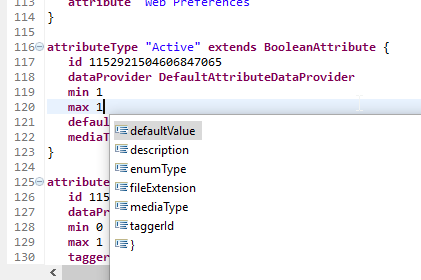 113 attribute "Web Preferences"
114 }
115
116 attributeType "Active" extends BooleanAttribute {
117 id 1152921504606847065
118 dataProvider DefaultAttributeDataProvider
119 min 1
120 max 1
121 defaul
122 mediaT
123 }
124
125 attribute
126 id 115
127 dataPr
128 min 0
129 max 1
130 tagger
defaultValue
description
enumType
fileExtension
mediaType
taggerId
}